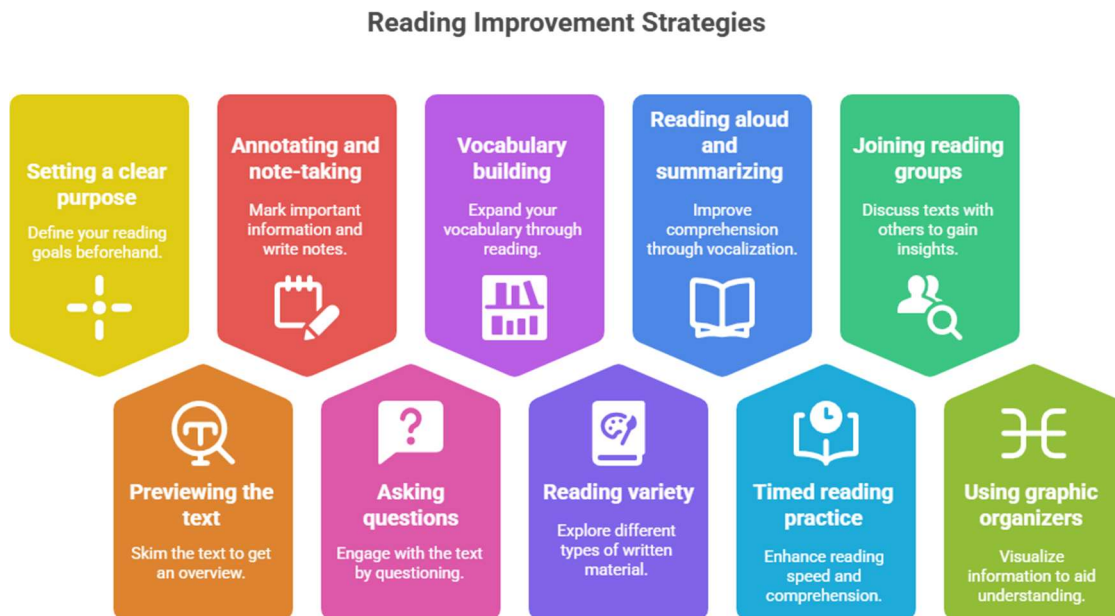 Reading Improvement Strategies
Setting a clear
purpose
Define your reading
goals beforehand.
Previewing the
text
Skim the text to get
an overview.
Annotating and
note-taking
Mark important
information and
write notes.
Asking
questions
Engage with the text
by questioning.
Vocabulary
building
Expand your
vocabulary through
reading.
Reading variety
Explore different
types of written
material.
Reading aloud
and
summarizing
Improve
comprehension
through vocalization.
Timed reading
practice
Enhance reading
speed and
comprehension.
Joining reading
groups
Discuss texts with
others to gain
insights.
Using graphic
organizers
Visualize
information to aid
understanding.